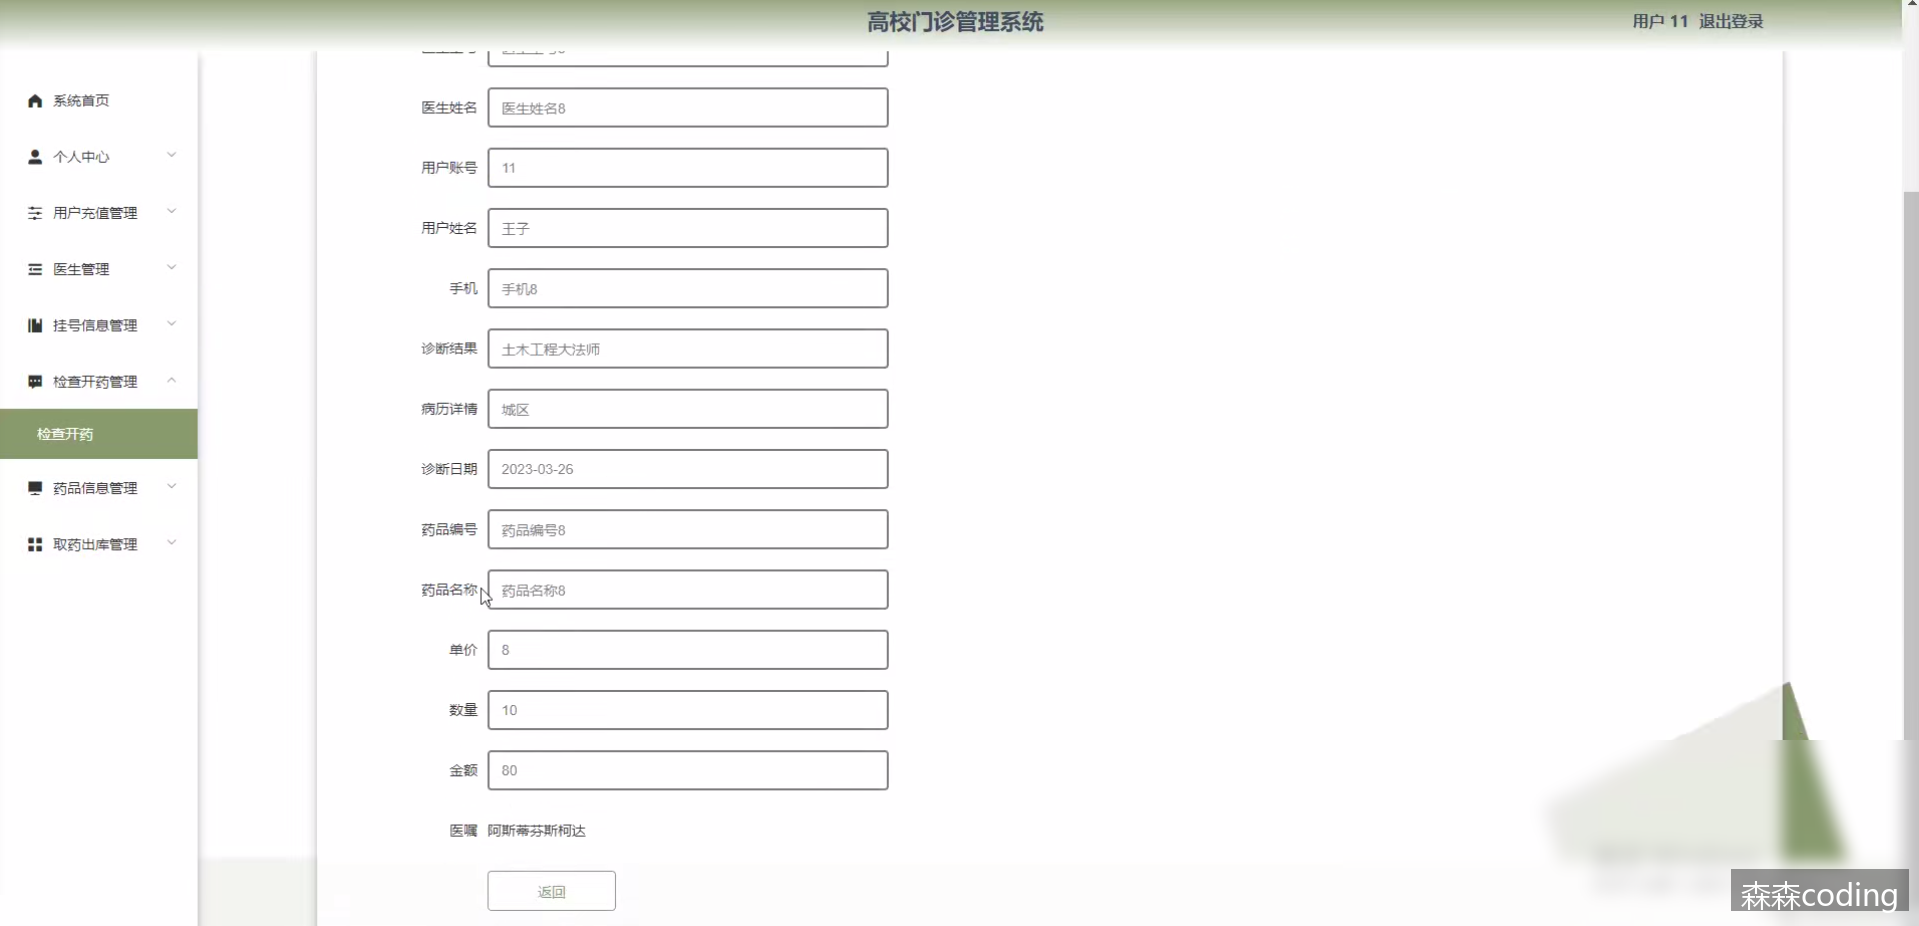 高校门诊管理系统
用户 11 退出登录
系统首页
个人中心
用户充值管理
医生管理
挂号信息管理
检查开药管理
检查开药
药品信息管理
取药出库管理
医生姓名 医生姓名8
用户账号 11
用户姓名 王子
手机 手机8
诊断结果 土木工程大法师
病历详情 城区
诊断日期 2023-03-26
药品编号 药品编号8
药品名称 药品名称8
单价 8
数量 10
金额 80
医嘱 阿斯蒂芬斯柯达
返回
森森coding